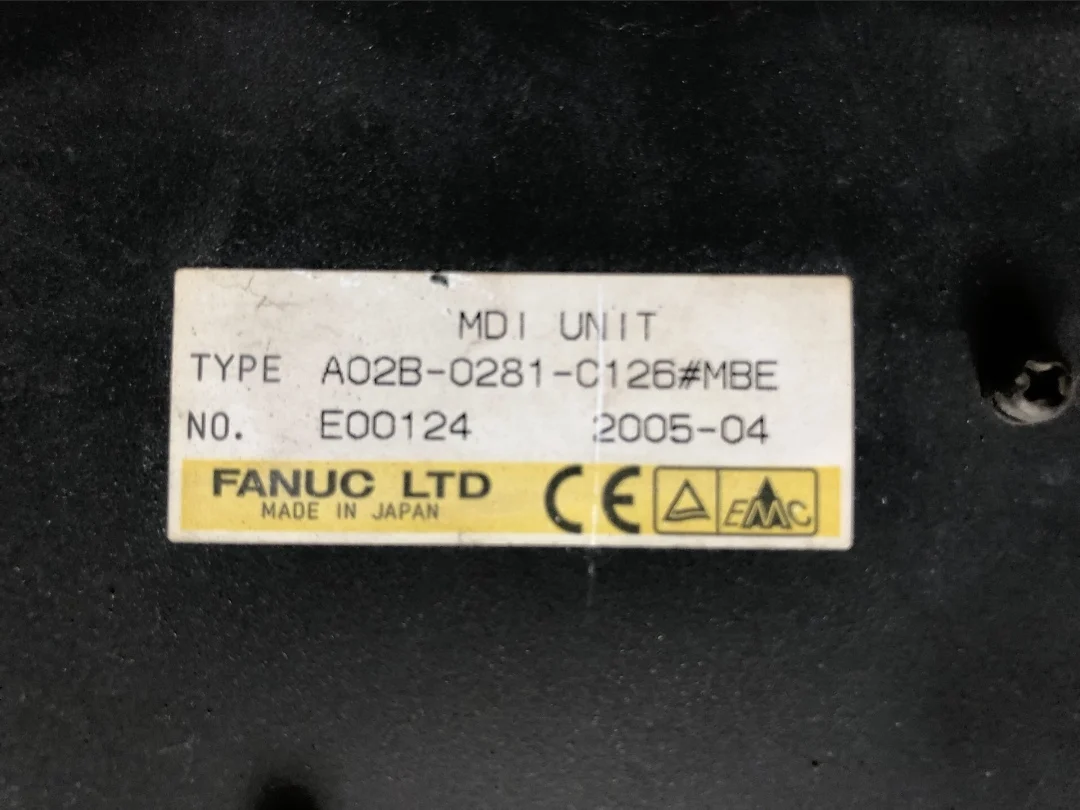 MDI UNIT
TYPE A02B-0281-C126#MBE
NO. E00124 2005-04
FANUC LTD
MADE IN JAPAN
CE
EMC